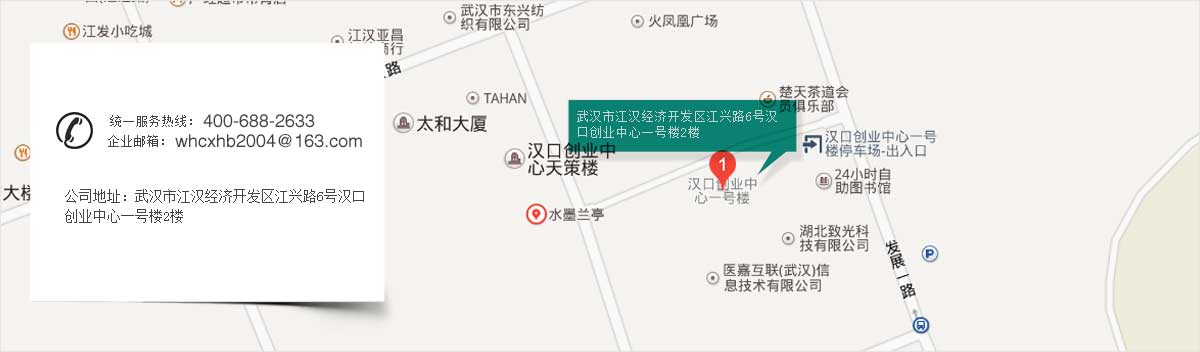 江发小吃城
江汉亚昌
武汉市东兴纺
织有限公司
火凤凰广场
统一服务热线：400-688-2633
企业邮箱：whcxhb2004@163.com
公司地址：武汉市江汉经济开发区江兴路6号汉口
创业中心一号楼2楼
大楼
路
TAHAN
太和大厦
汉口创业中
心天策楼
水墨兰亭
武汉市江汉经济开发区江兴路6号汉
口创业中心一号楼2楼
1
汉口创业中
心一号楼
楚天茶道会
员俱乐部
汉口创业中心一号
楼停车场-出入口
24小时自
助图书馆
湖北致光科
技有限公司
医嘉互联(武汉)信
息技术有限公司
发展一路
P